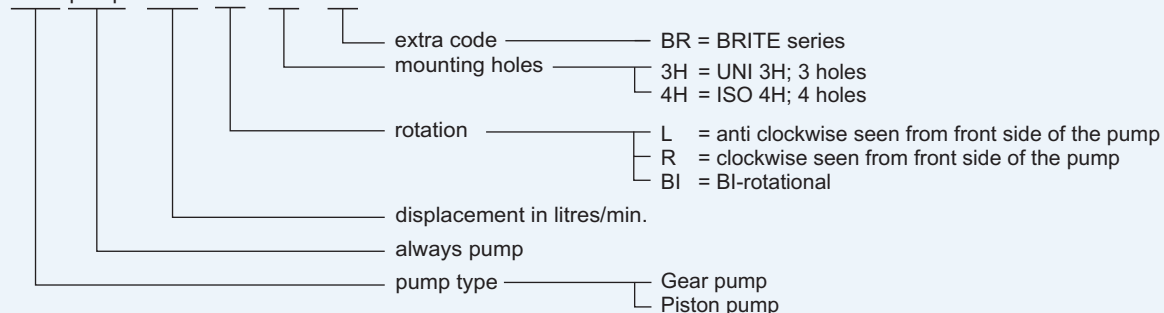 extra code BR = BRITE series
mounting holes 3H = UNI 3H; 3 holes
4H = ISO 4H; 4 holes
rotation L = anti clockwise seen from front side of the pump
R = clockwise seen from front side of the pump
BI = BI-rotational
displacement in litres/min.
always pump
pump type Gear pump
Piston pump